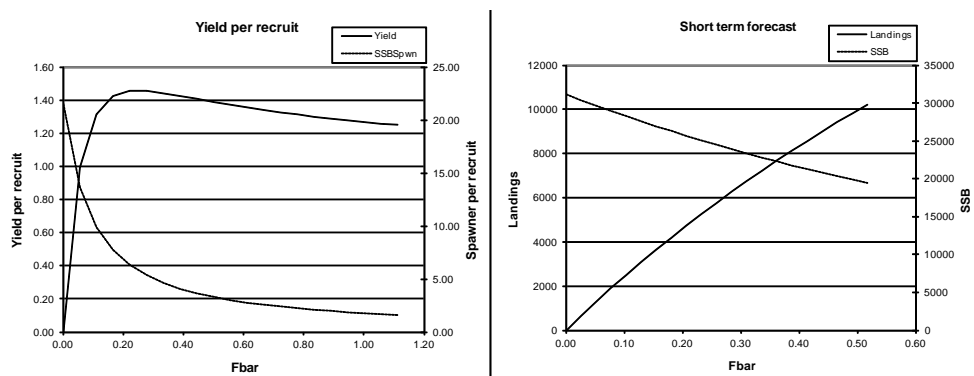 Yield per recruit
Yield
SSBSpwn
1.60
1.40
1.20
1.00
0.80
0.60
0.40
0.20
0.00
Yield per recruit
25.00
20.00
15.00
10.00
5.00
0.00
Spawner per recruit
0.00 0.20 0.40 0.60 0.80 1.00 1.20
Fbar
Short term forecast
Landings
SSB
12000
10000
8000
6000
4000
2000
0
Landings
35000
30000
25000
20000
15000
10000
5000
0
SSB
0.00 0.10 0.20 0.30 0.40 0.50 0.60
Fbar